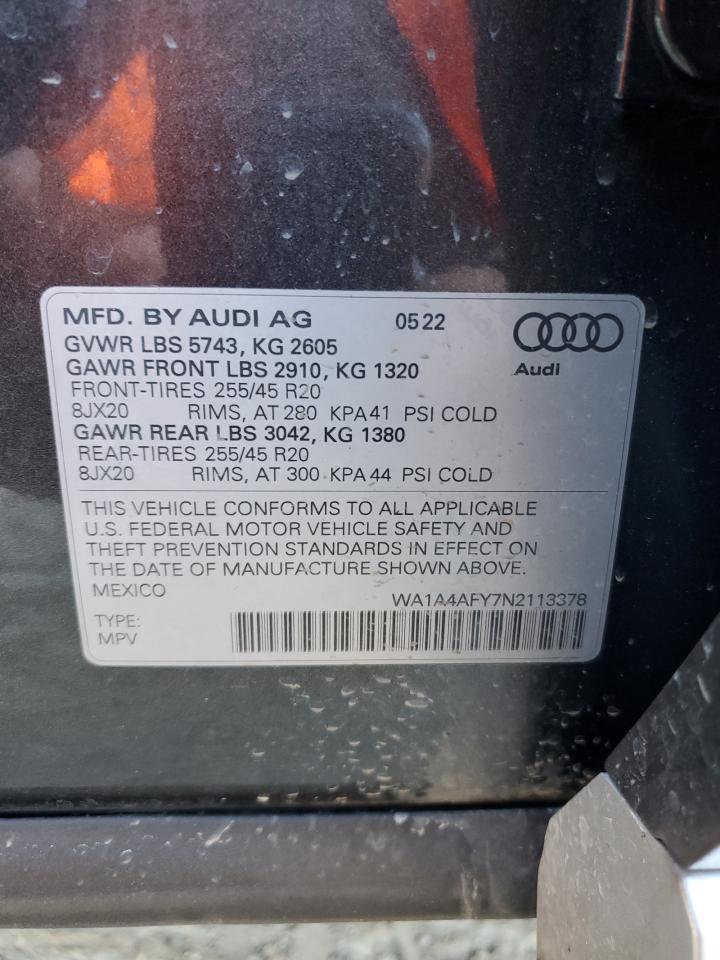 MFD. BY AUDI AG 0522
GVWR LBS 5743, KG 2605
GAWR FRONT LBS 2910, KG 1320
Audi
FRONT-TIRES 255/45 R20
8JX20 RIMS, AT 280 KPA 41 PSI COLD
GAWR REAR LBS 3042, KG 1380
REAR-TIRES 255/45 R20
8JX20 RIMS, AT 300 KPA 44 PSI COLD
THIS VEHICLE CONFORMS TO ALL APPLICABLE
U.S. FEDERAL MOTOR VEHICLE SAFETY AND
THEFT PREVENTION STANDARDS IN EFFECT ON
THE DATE OF MANUFACTURE SHOWN ABOVE.
MEXICO
WA1A4AFY7N2113378
TYPE:
MPV